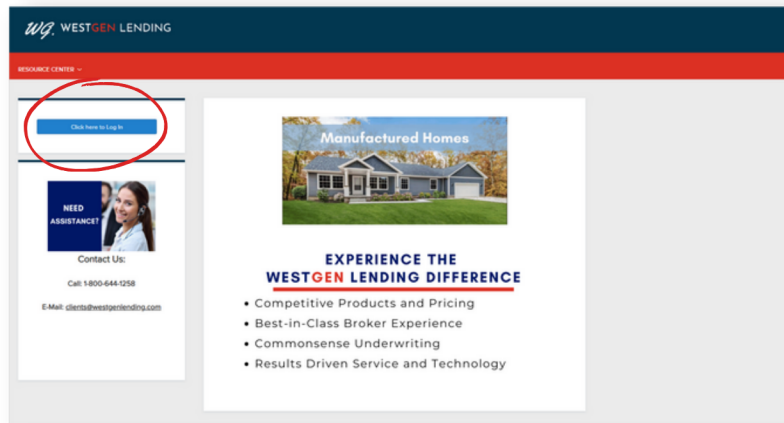 WG. WESTGEN LENDING
RESOURCE CENTER
Click here to Log In
NEED
ASSISTANCE?
Contact Us:
Call: 1-800-644-1258
E-Mail: clients@westgenlending.com
Manufactured Homes
EXPERIENCE THE
WESTGEN LENDING DIFFERENCE
• Competitive Products and Pricing
• Best-in-Class Broker Experience
• Commonsense Underwriting
• Results Driven Service and Technology